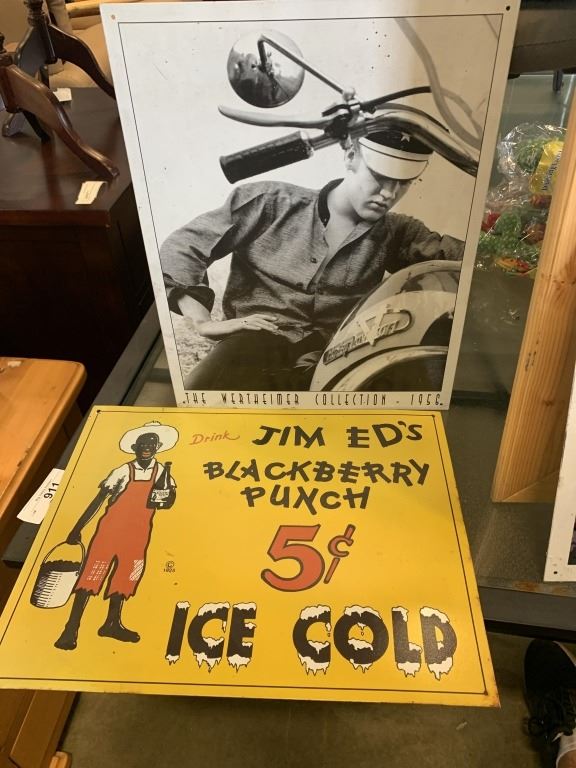 THE WERTHEIMER COLLECTION - 1956
Drink JIM ED'S
BLACKBERRY
PUNCH
5¢
ICE COLD
©
911